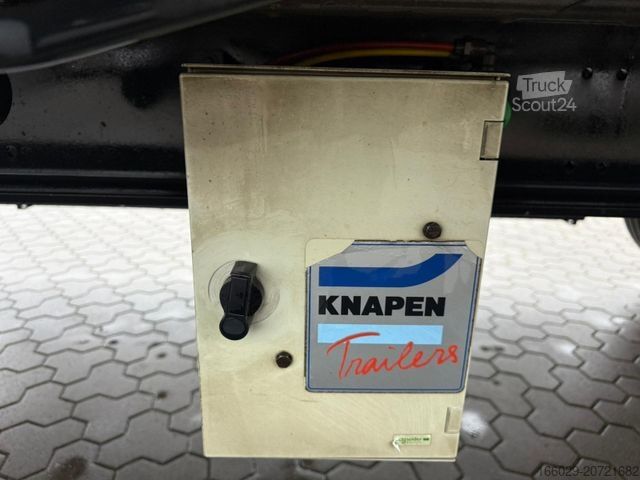 Truck
Scout24
KNAPEN
Trailers
166029-20721682